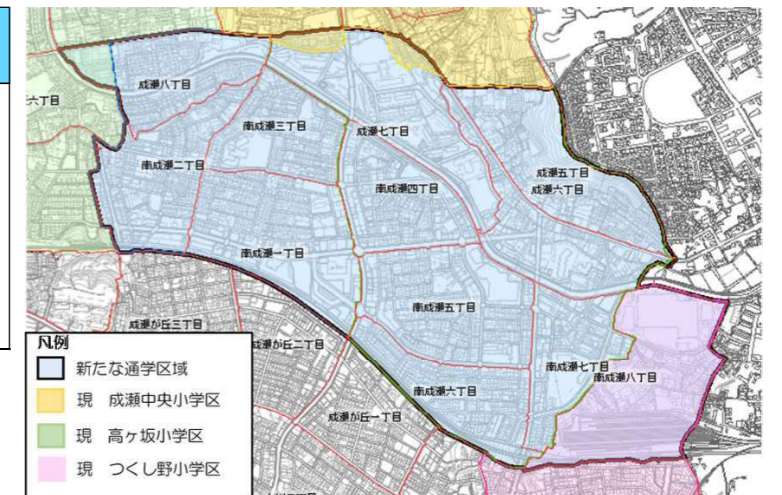 成瀬八丁目
六丁目
南成瀬三丁目
成瀬七丁目
南成瀬二丁目
成瀬五丁目
南成瀬四丁目
成瀬六丁目
南成瀬一丁目
南成瀬五丁目
成瀬が丘三丁目
成瀬が丘二丁目
南成瀬七丁目
南成瀬八丁目
南成瀬六丁目
成瀬が丘一丁目
凡例
新たな通学区域
現 成瀬中央小学区
現 高ヶ坂小学区
現 つくし野小学区